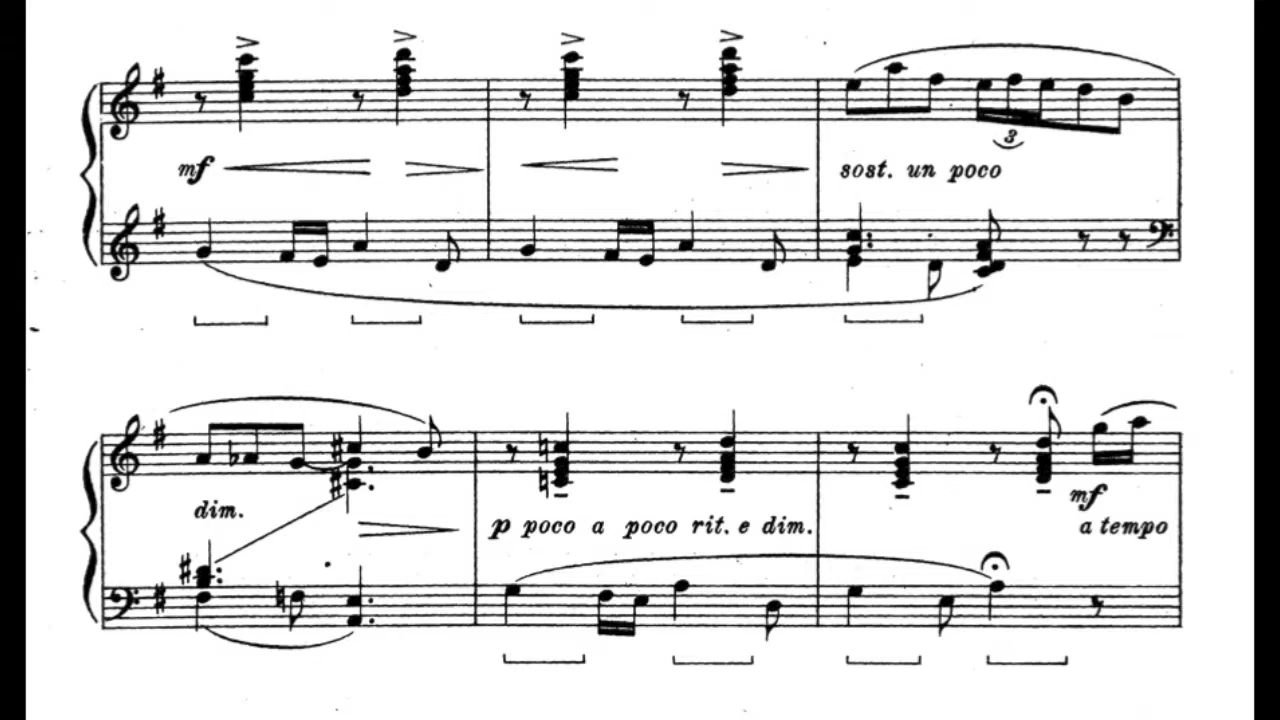 mf sost. un poco
3
dim. p poco a poco rit. e dim. mf
a tempo